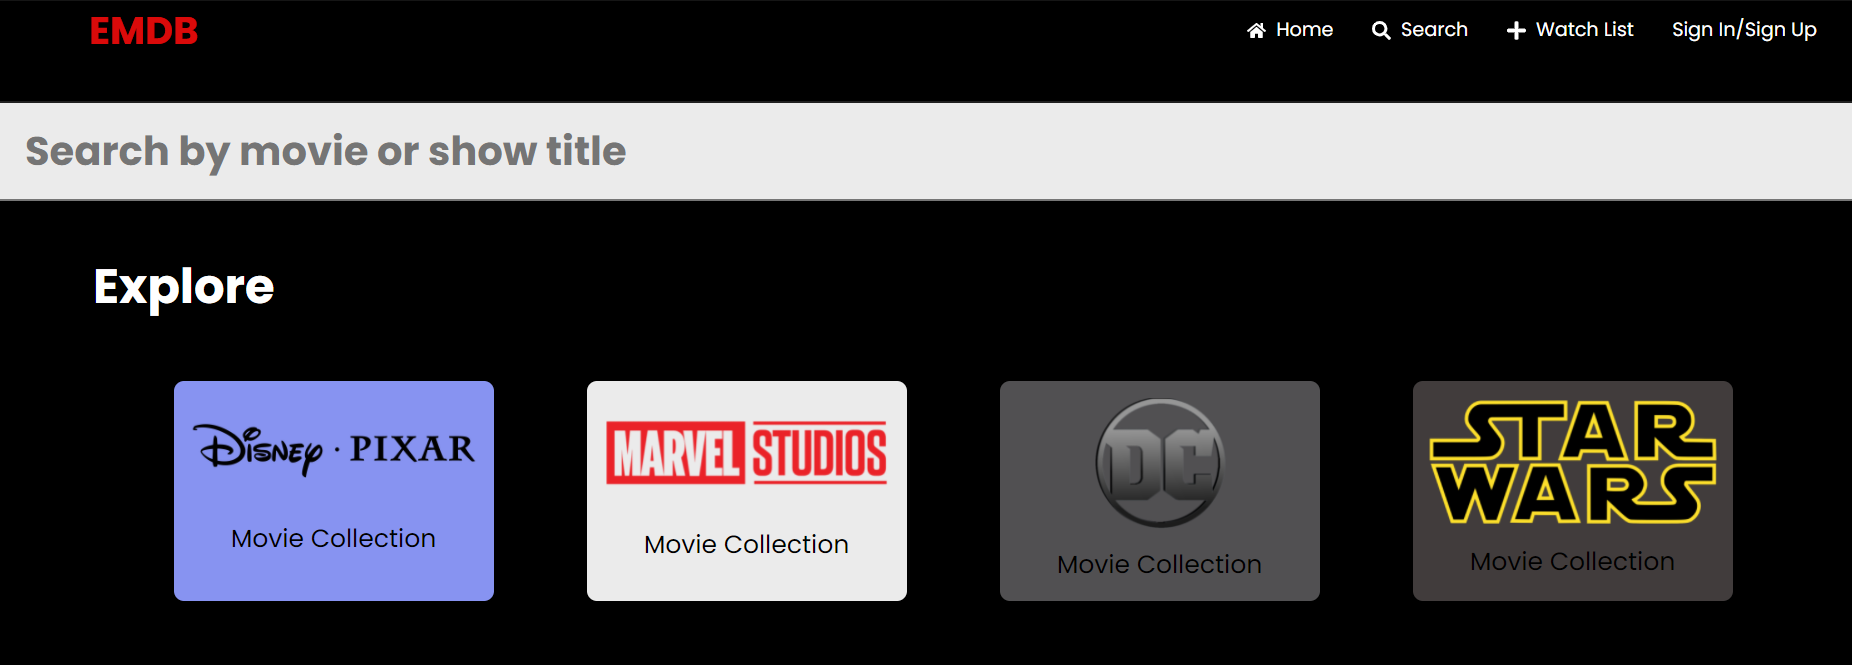 EMDB
Home Search Watch List Sign In/Sign Up
Search by movie or show title
Explore
DISNEY · PIXAR
Movie Collection
MARVEL STUDIOS
Movie Collection
DC
Movie Collection
STAR
WARS
Movie Collection